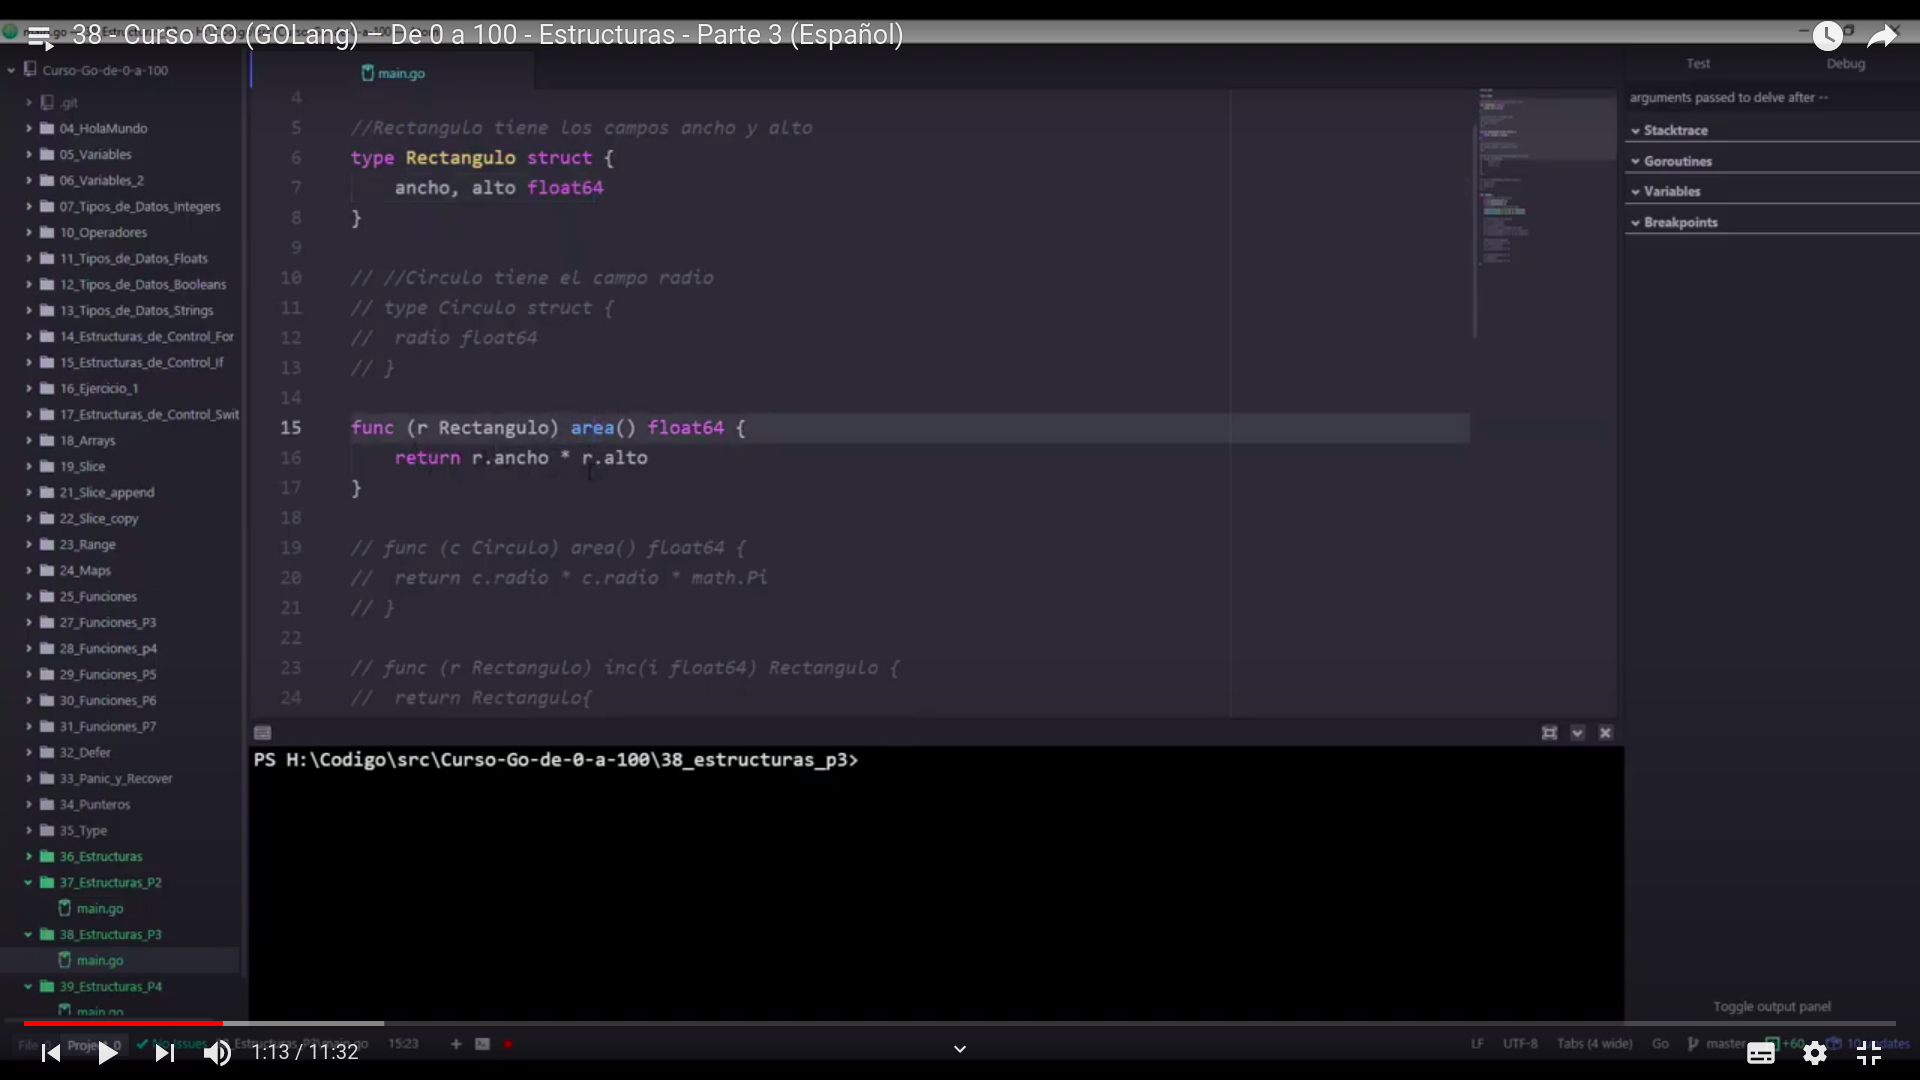 38 - Curso GO (GOLang) – De 0 a 100 - Estructuras - Parte 3 (Español)
Curso-Go-de-0-a-100
.git
04_HolaMundo
05_Variables
06_Variables_2
07_Tipos_de_Datos_Integers
10_Operadores
11_Tipos_de_Datos_Floats
12_Tipos_de_Datos_Booleans
13_Tipos_de_Datos_Strings
14_Estructuras_de_Control_For
15_Estructuras_de_Control_If
16_Ejercicio_1
17_Estructuras_de_Control_Swit
18_Arrays
19_Slice
21_Slice_append
22_Slice_copy
23_Range
24_Maps
25_Funciones
27_Funciones_P3
28_Funciones_p4
29_Funciones_P5
30_Funciones_P6
31_Funciones_P7
32_Defer
33_Panic_y_Recover
34_Punteros
35_Type
36_Estructuras
37_Estructuras_P2
main.go
38_Estructuras_P3
main.go
39_Estructuras_P4
main.go
main.go
4
5 //Rectangulo tiene los campos ancho y alto
6 type Rectangulo struct {
7 ancho, alto float64
8 }
9
10 // //Circulo tiene el campo radio
11 // type Circulo struct {
12 // radio float64
13 // }
14
15 func (r Rectangulo) area() float64 {
16 return r.ancho * r.alto
17 }
18
19 // func (c Circulo) area() float64 {
20 // return c.radio * c.radio * math.Pi
21 // }
22
23 // func (r Rectangulo) inc(i float64) Rectangulo {
24 // return Rectangulo{
PS H:\Codigo\src\Curso-Go-de-0-a-100\38_estructuras_p3>
Test Debug
arguments passed to delve after --
Stacktrace
Goroutines
Variables
Breakpoints
Toggle output panel
File 0 Project 0 No Issues 15:23 LF UTF-8 Tabs (4 wide) Go master +60
1:13 / 11:32